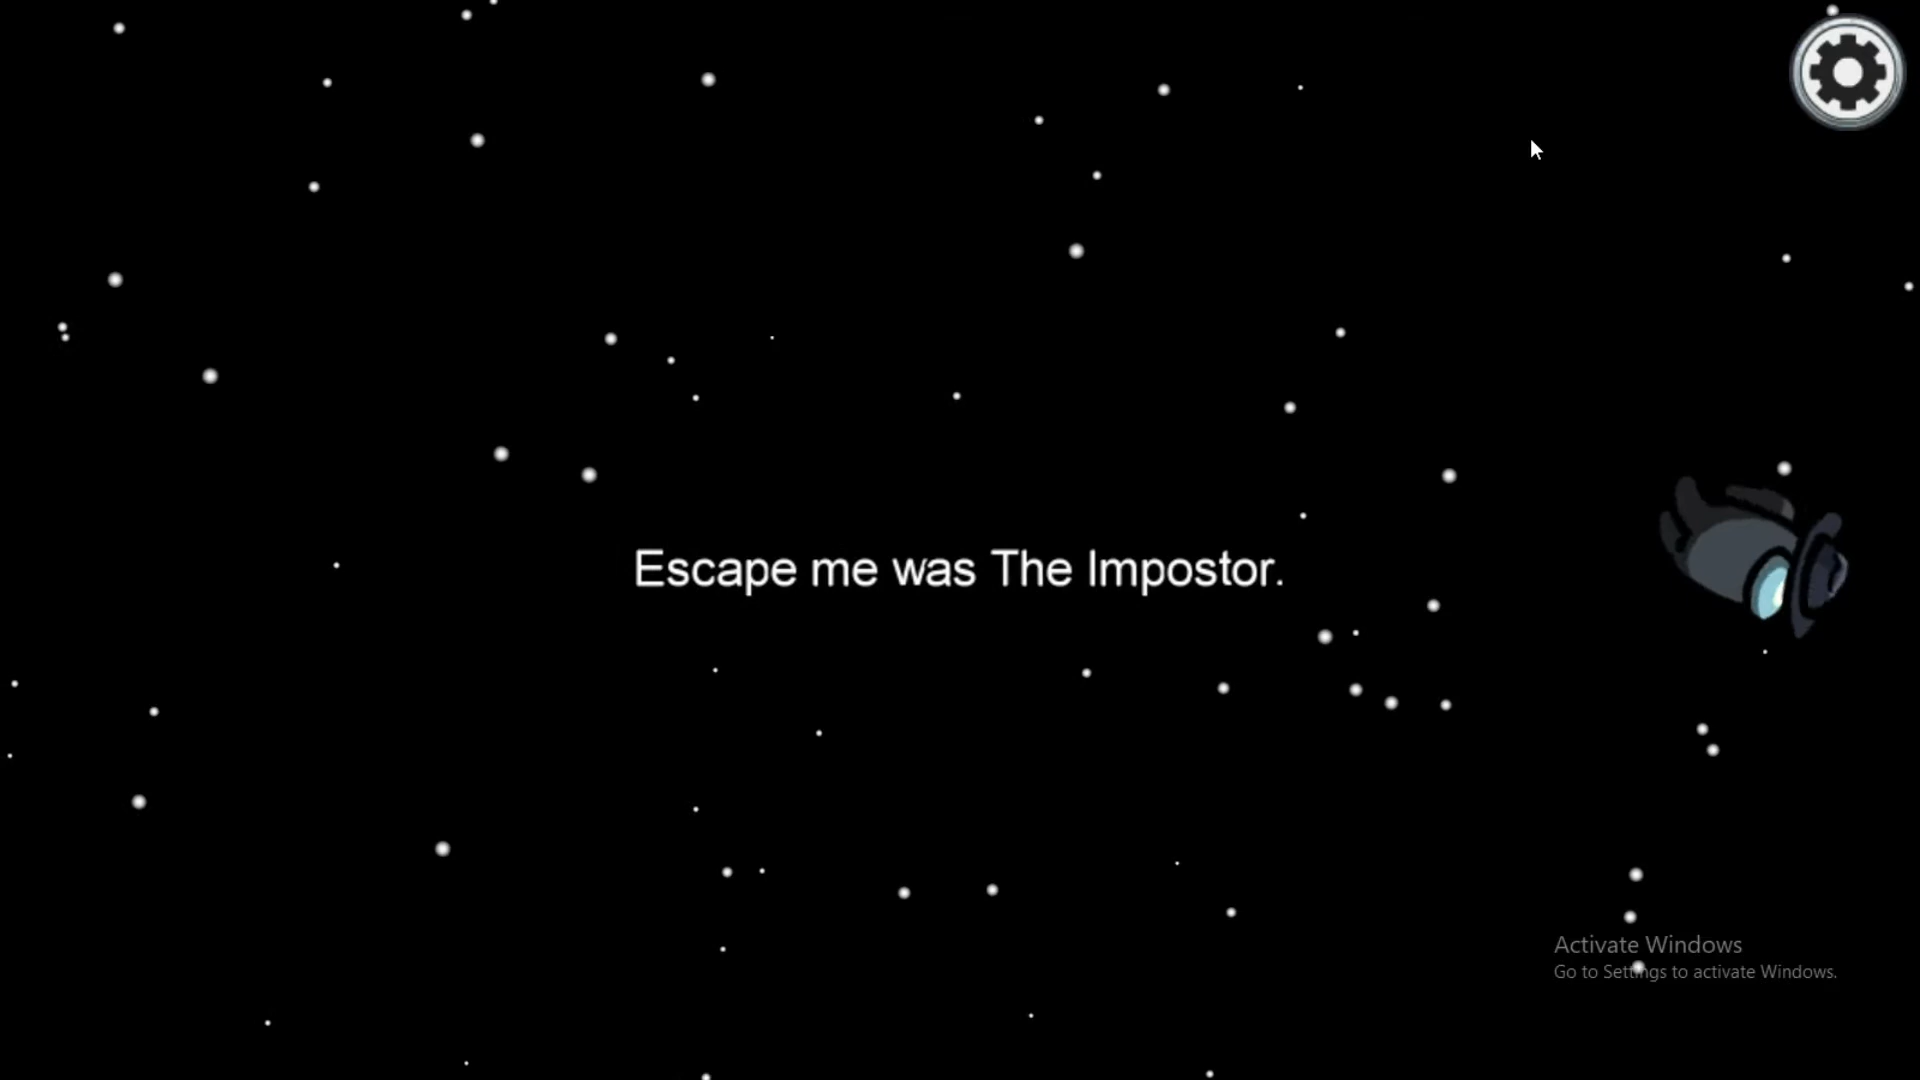 Escape me was The Impostor.
Activate Windows
Go to Settings to activate Windows.